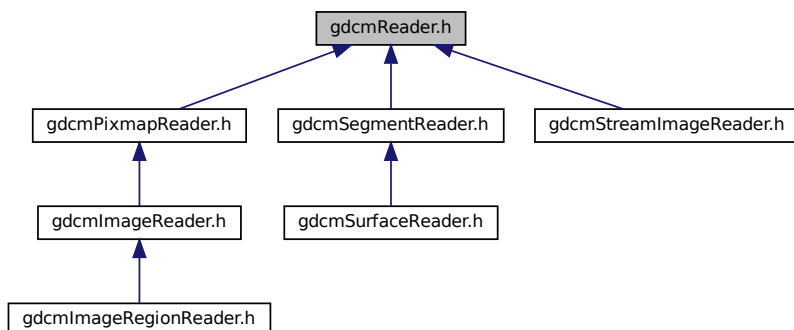 gdcmReader.h
gdcmPixmapReader.h
gdcmSegmentReader.h
gdcmStreamImageReader.h
gdcmImageReader.h
gdcmSurfaceReader.h
gdcmImageRegionReader.h